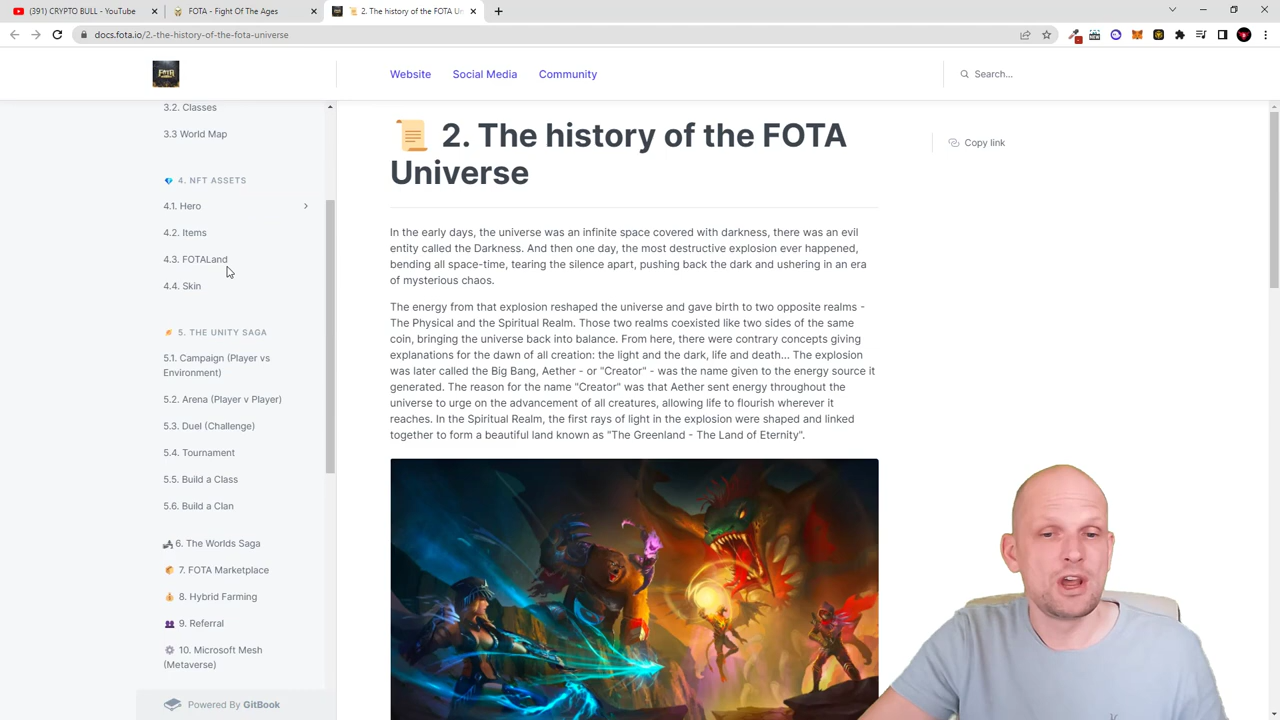 (391) CRYPTO BULL - YouTube
FOTA - Fight Of The Ages
2. The history of the FOTA Un
docs.fota.io/2.-the-history-of-the-fota-universe
Website Social Media Community
Search...
3.2. Classes
3.3 World Map
4. NFT ASSETS
4.1. Hero
4.2. Items
4.3. FOTALand
4.4. Skin
5. THE UNITY SAGA
5.1. Campaign (Player vs
Environment)
5.2. Arena (Player v Player)
5.3. Duel (Challenge)
5.4. Tournament
5.5. Build a Class
5.6. Build a Clan
6. The Worlds Saga
7. FOTA Marketplace
8. Hybrid Farming
9. Referral
10. Microsoft Mesh
(Metaverse)
Powered By GitBook
2. The history of the FOTA
Universe
Copy link
In the early days, the universe was an infinite space covered with darkness, there was an evil
entity called the Darkness. And then one day, the most destructive explosion ever happened,
bending all space-time, tearing the silence apart, pushing back the dark and ushering in an era
of mysterious chaos.
The energy from that explosion reshaped the universe and gave birth to two opposite realms -
The Physical and the Spiritual Realm. Those two realms coexisted like two sides of the same
coin, bringing the universe back into balance. From here, there were contrary concepts giving
explanations for the dawn of all creation: the light and the dark, life and death... The explosion
was later called the Big Bang, Aether - or "Creator" - was the name given to the energy source it
generated. The reason for the name "Creator" was that Aether sent energy throughout the
universe to urge on the advancement of all creatures, allowing life to flourish wherever it
reaches. In the Spiritual Realm, the first rays of light in the explosion were shaped and linked
together to form a beautiful land known as "The Greenland - The Land of Eternity".